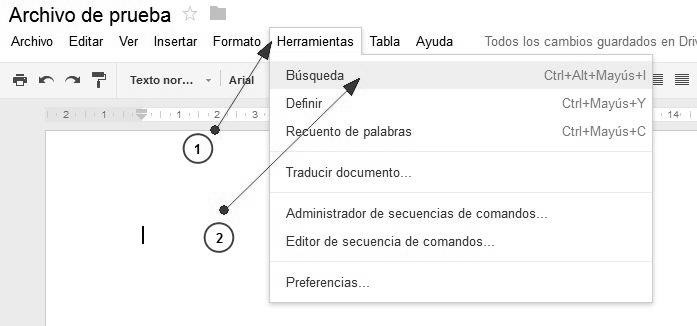 Archivo de prueba
Archivo Editar Ver Insertar Formato Herramientas Tabla Ayuda Todos los cambios guardados en Driv
Texto nor... Arial
Búsqueda Ctrl+Alt+Mayús+I
Definir Ctrl+Mayús+Y
Recuento de palabras Ctrl+Mayús+C
2 1 1 2 3 14
1
Traducir documento...
Administrador de secuencias de comandos...
2
Editor de secuencia de comandos...
Preferencias...